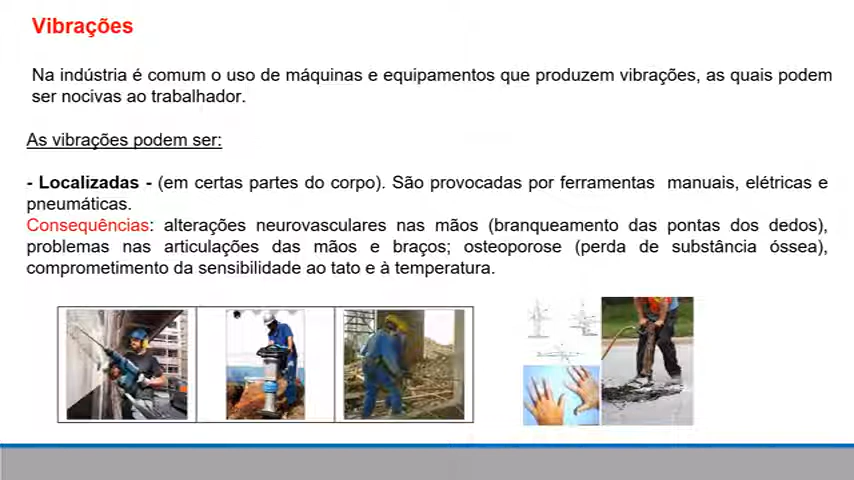 Vibrações
Na indústria é comum o uso de máquinas e equipamentos que produzem vibrações, as quais podem
ser nocivas ao trabalhador.
As vibrações podem ser:
- Localizadas - (em certas partes do corpo). São provocadas por ferramentas manuais, elétricas e
pneumáticas.
Consequências: alterações neurovasculares nas mãos (branqueamento das pontas dos dedos),
problemas nas articulações das mãos e braços; osteoporose (perda de substância óssea),
comprometimento da sensibilidade ao tato e à temperatura.